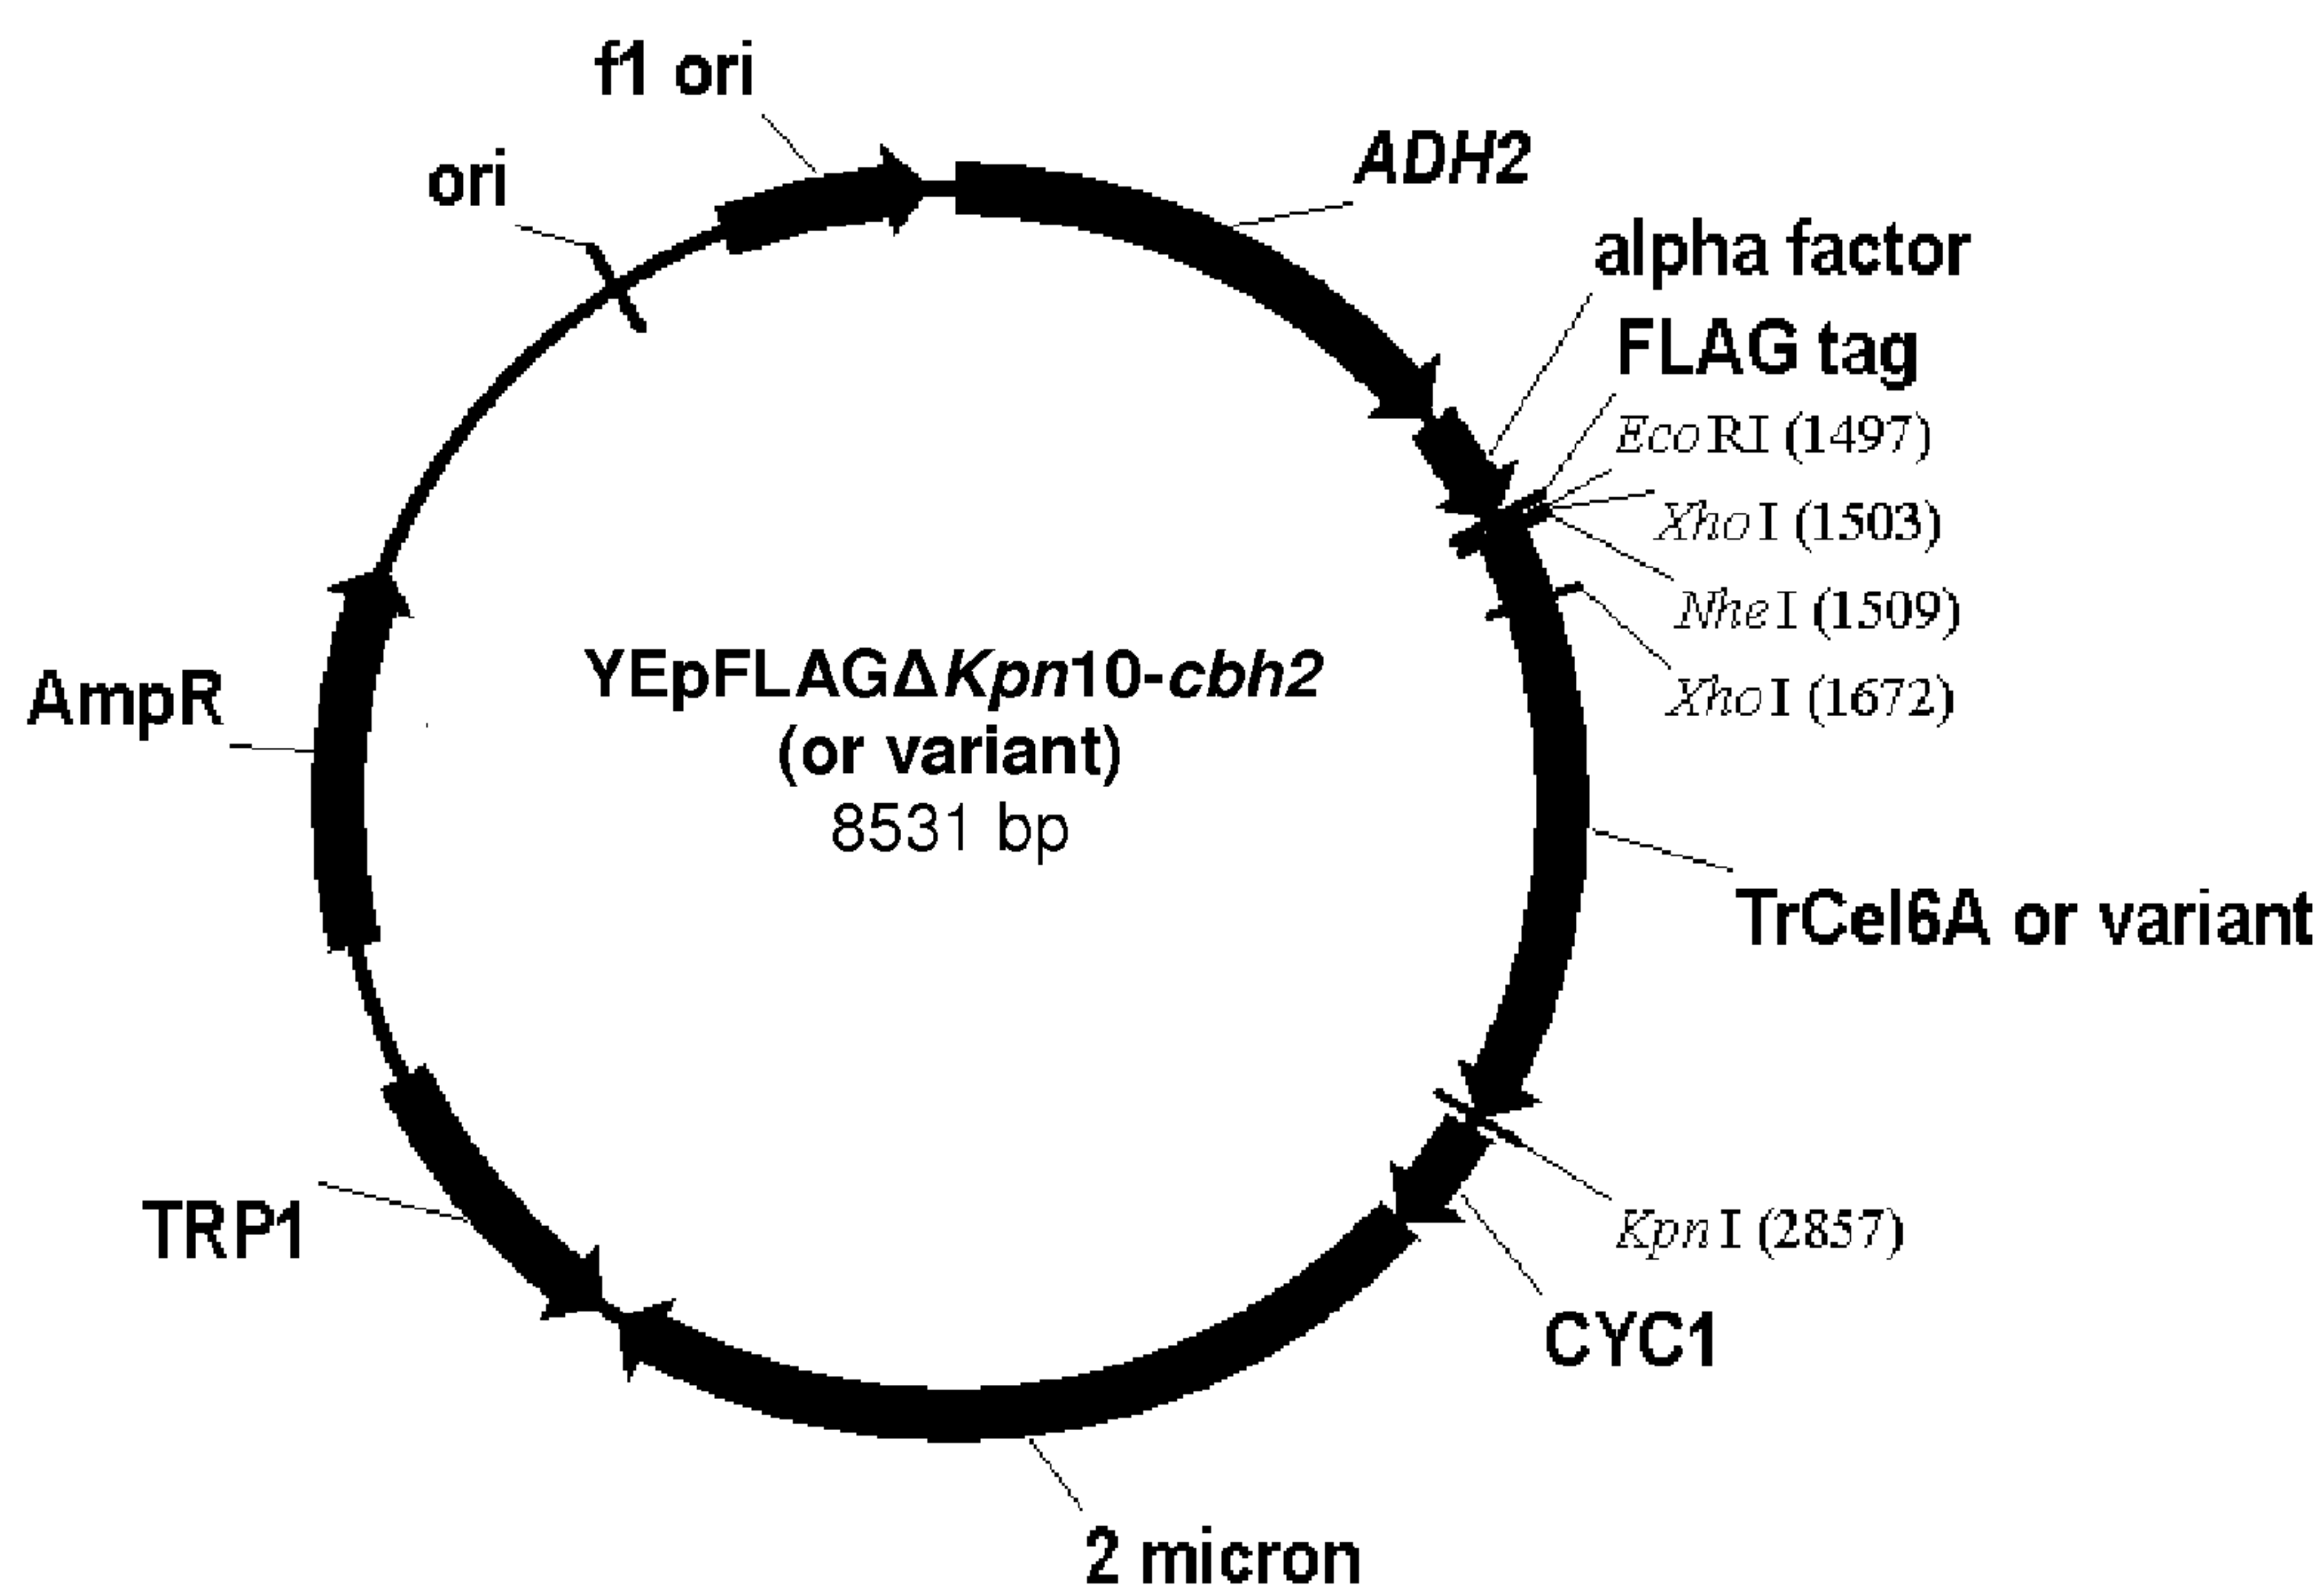 f1 ori
ori
ADH2
alpha factor
FLAG tag
EcoRI (1497)
XhoI (1503)
NheI (1509)
XhoI (1672)
AmpR
YEpFLAGΔKpn10-cbh2
(or variant)
8531 bp
TrCel6A or variant
TRP1
KpnI (2857)
CYC1
2 micron